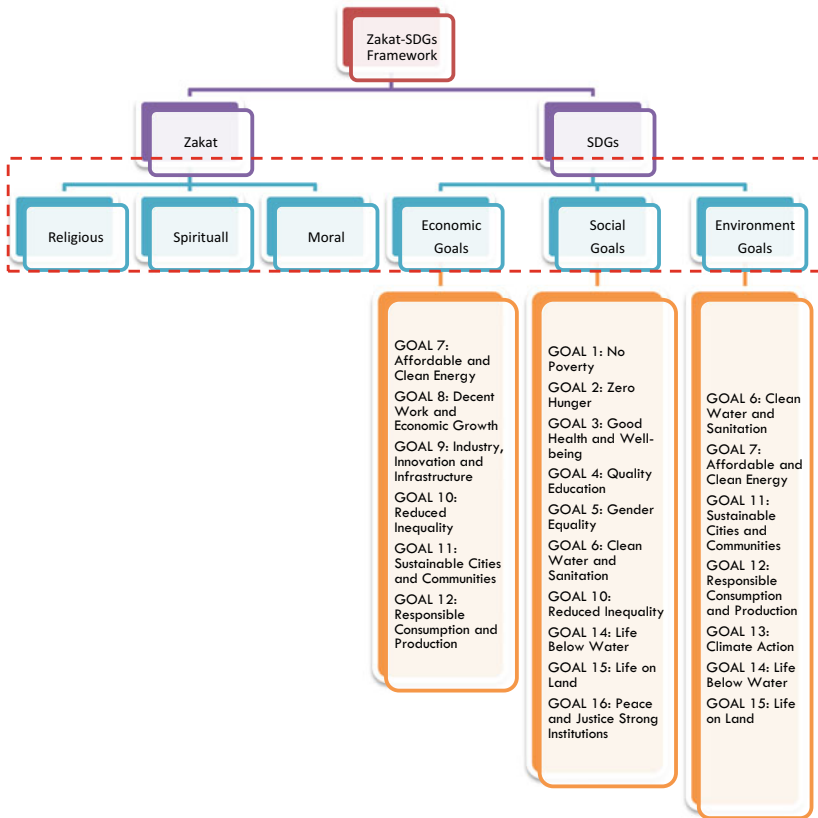 Zakat-SDGs
Framework
Zakat
SDGs
Religious
Spirituall
Moral
Economic
Goals
Social
Goals
Environment
Goals
GOAL 7:
Affordable and
Clean Energy
GOAL 8: Decent
Work and
Economic Growth
GOAL 9: Industry,
Innovation and
Infrastructure
GOAL 10:
Reduced
Inequality
GOAL 11:
Sustainable Cities
and Communities
GOAL 12:
Responsible
Consumption and
Production
GOAL 1: No
Poverty
GOAL 2: Zero
Hunger
GOAL 3: Good
Health and Well-
being
GOAL 4: Quality
Education
GOAL 5: Gender
Equality
GOAL 6: Clean
Water and
Sanitation
GOAL 10:
Reduced Inequality
GOAL 14: Life
Below Water
GOAL 15: Life on
Land
GOAL 16: Peace
and Justice Strong
Institutions
GOAL 6: Clean
Water and
Sanitation
GOAL 7:
Affordable and
Clean Energy
GOAL 11:
Sustainable
Cities and
Communities
GOAL 12:
Responsible
Consumption
and Production
GOAL 13:
Climate Action
GOAL 14: Life
Below Water
GOAL 15: Life
on Land